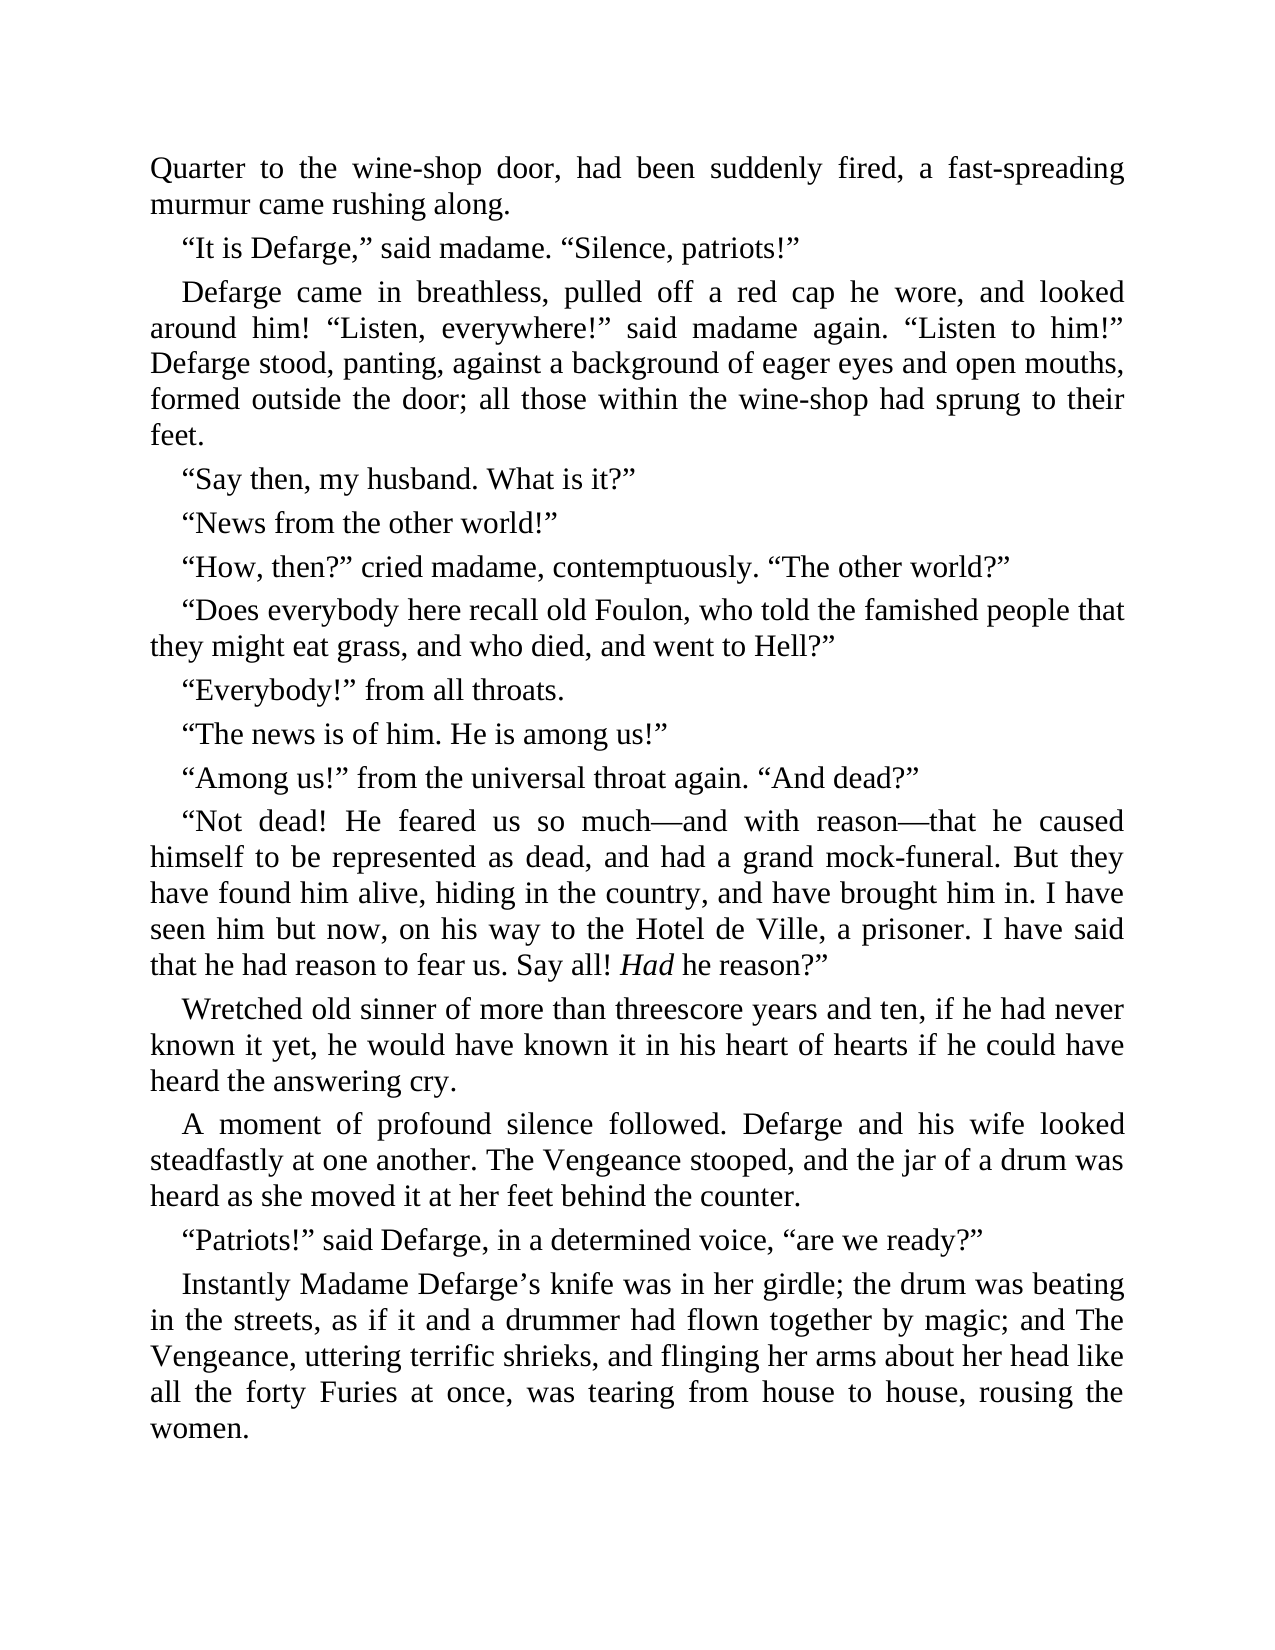 Quarter to the wine-shop door, had been suddenly fired, a fast-spreading
murmur came rushing along.
“It is Defarge,” said madame. “Silence, patriots!”
Defarge came in breathless, pulled off a red cap he wore, and looked
around him! “Listen, everywhere!” said madame again. “Listen to him!”
Defarge stood, panting, against a background of eager eyes and open mouths,
formed outside the door; all those within the wine-shop had sprung to their
feet.
“Say then, my husband. What is it?”
“News from the other world!”
“How, then?” cried madame, contemptuously. “The other world?”
“Does everybody here recall old Foulon, who told the famished people that
they might eat grass, and who died, and went to Hell?”
“Everybody!” from all throats.
“The news is of him. He is among us!”
“Among us!” from the universal throat again. “And dead?”
“Not dead! He feared us so much—and with reason—that he caused
himself to be represented as dead, and had a grand mock-funeral. But they
have found him alive, hiding in the country, and have brought him in. I have
seen him but now, on his way to the Hotel de Ville, a prisoner. I have said
that he had reason to fear us. Say all! Had he reason?”
Wretched old sinner of more than threescore years and ten, if he had never
known it yet, he would have known it in his heart of hearts if he could have
heard the answering cry.
A moment of profound silence followed. Defarge and his wife looked
steadfastly at one another. The Vengeance stooped, and the jar of a drum was
heard as she moved it at her feet behind the counter.
“Patriots!” said Defarge, in a determined voice, “are we ready?”
Instantly Madame Defarge’s knife was in her girdle; the drum was beating
in the streets, as if it and a drummer had flown together by magic; and The
Vengeance, uttering terrific shrieks, and flinging her arms about her head like
all the forty Furies at once, was tearing from house to house, rousing the
women.